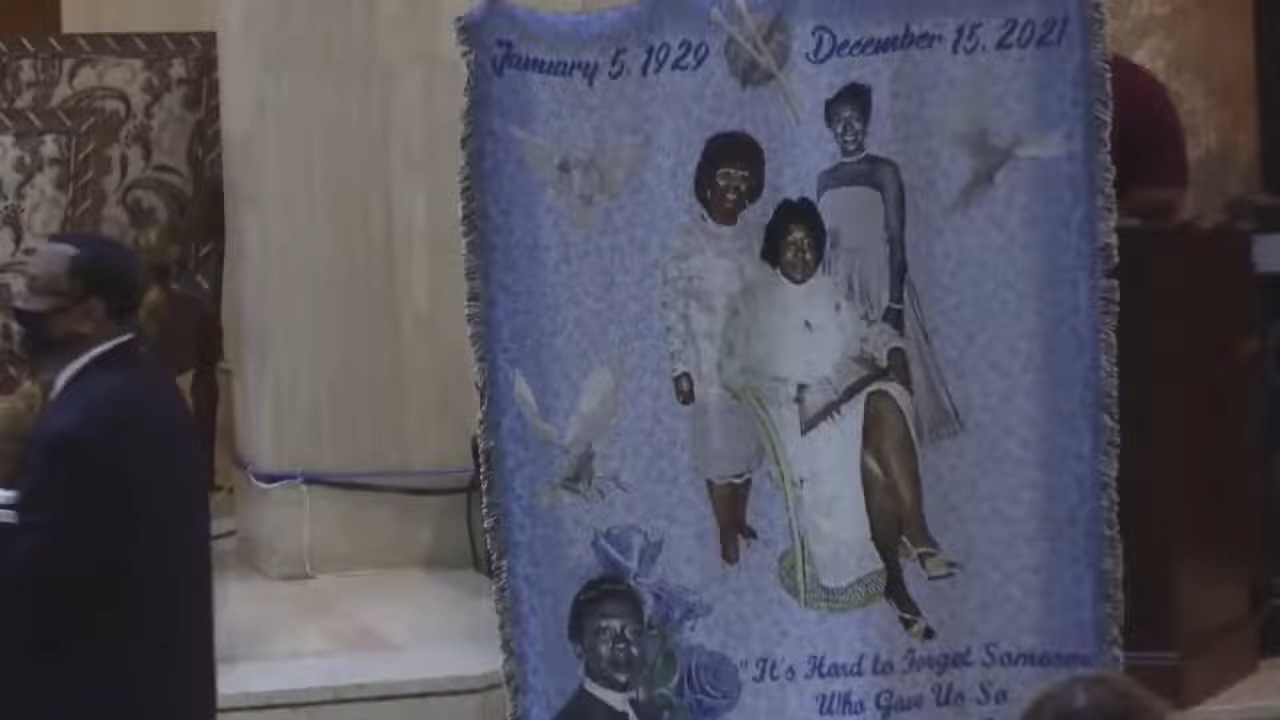 January 5, 1929 December 15, 2021
"It's Hard to Forget Someone
Who Gave Us So